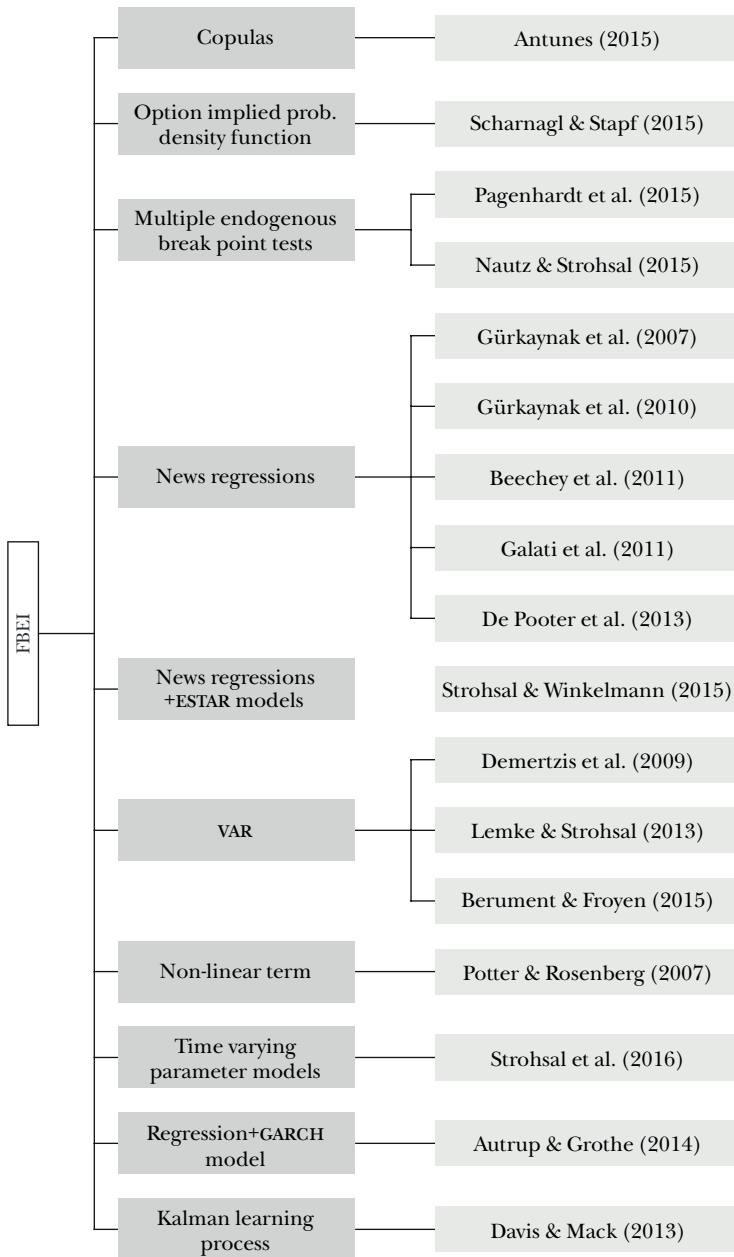 Copulas
Antunes (2015)
Option implied prob.
density function
Scharnagl & Stapf (2015)
Multiple endogenous
break point tests
Pagenhardt et al. (2015)
Nautz & Strohsal (2015)
News regressions
Gürkaynak et al. (2007)
Gürkaynak et al. (2010)
Beechey et al. (2011)
Galati et al. (2011)
De Pooter et al. (2013)
FBEI
News regressions
+ESTAR models
Strohsal & Winkelmann (2015)
VAR
Demertzis et al. (2009)
Lemke & Strohsal (2013)
Berument & Froyen (2015)
Non-linear term
Potter & Rosenberg (2007)
Time varying
parameter models
Strohsal et al. (2016)
Regression+GARCH
model
Autrup & Grothe (2014)
Kalman learning
process
Davis & Mack (2013)